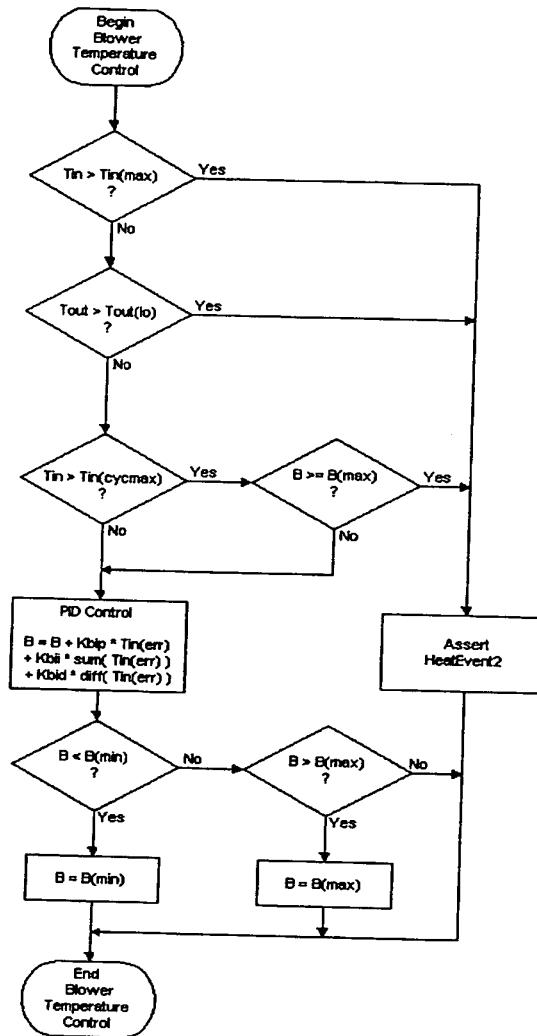 Begin
Blower
Temperature
Control
Tin > Tin(max)
?
Yes
No
Tout > Tout(lo)
?
Yes
No
Tin > Tin(cycmax)
?
Yes
No
B >= B(max)
?
Yes
No
PID Control
B = B + Kbip * Tin(err)
+ Kbii * sum( Tin(err) )
+ Kbid * diff( Tin(err) )
Assert
HeatEvent2
B < B(min)
?
No
Yes
B > B(max)
?
No
Yes
B = B(min)
B = B(max)
End
Blower
Temperature
Control